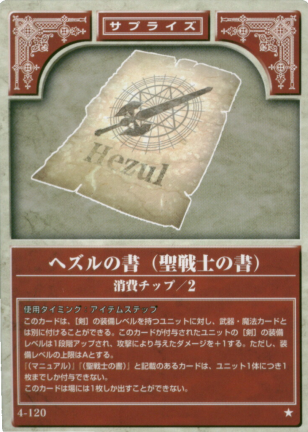 サプライズ
Hezul
ヘズルの書（聖戦士の書）
消費チップ／2
使用タイミング　アイテムステップ
このカードは、［剣］の装備レベルを持つユニットに対し、武器・魔法カードと
は別に付けることができる。このカードが付与されたユニットの［剣］の装備
レベルは1段階アップされ、攻撃により与えたダメージを+1する。ただし、装
備レベルの上限はAとする。
「（マニュアル）」「（聖戦士の書）」と記載のあるカードは、ユニット1体につき1
枚までしか付与できない。
このカードは場には1枚しか出すことができない。
4-120
★